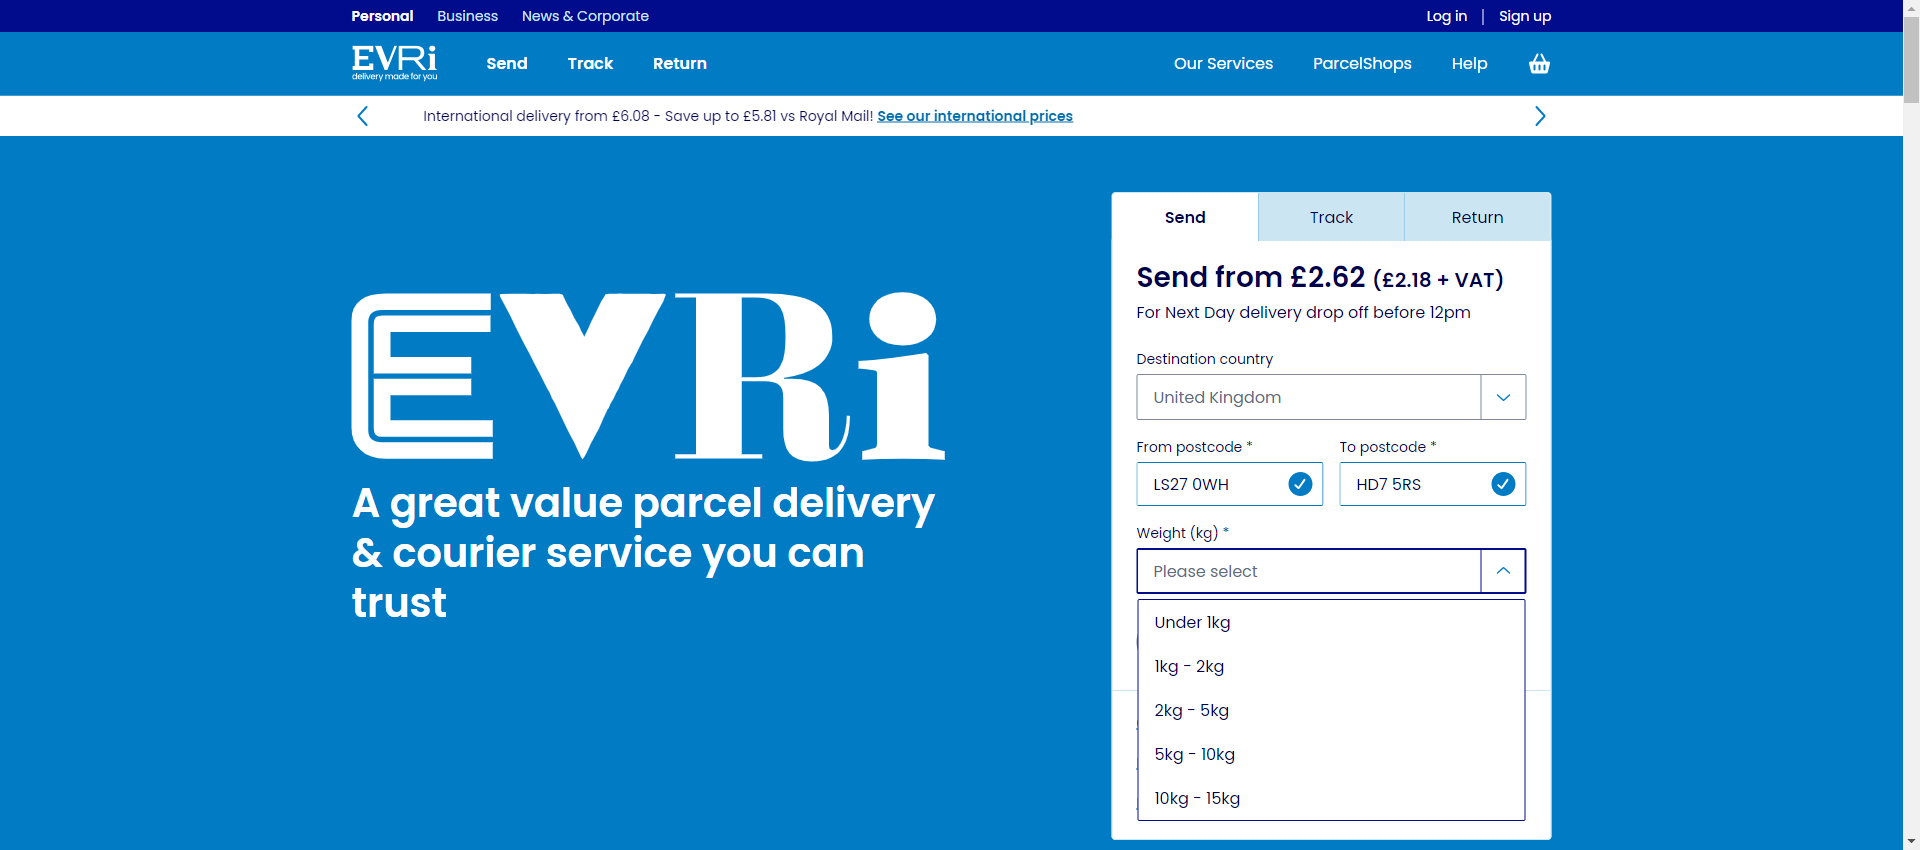 Personal Business News & Corporate Log in | Sign up
EVRi
delivery made for you
Send Track Return Our Services ParcelShops Help
International delivery from £6.08 - Save up to £5.81 vs Royal Mail! See our international prices
EVRi
A great value parcel delivery
& courier service you can
trust
Send Track Return
Send from £2.62 (£2.18 + VAT)
For Next Day delivery drop off before 12pm
Destination country
United Kingdom
From postcode * To postcode *
LS27 0WH HD7 5RS
Weight (kg) *
Please select
Under 1kg
1kg - 2kg
2kg - 5kg
5kg - 10kg
10kg - 15kg